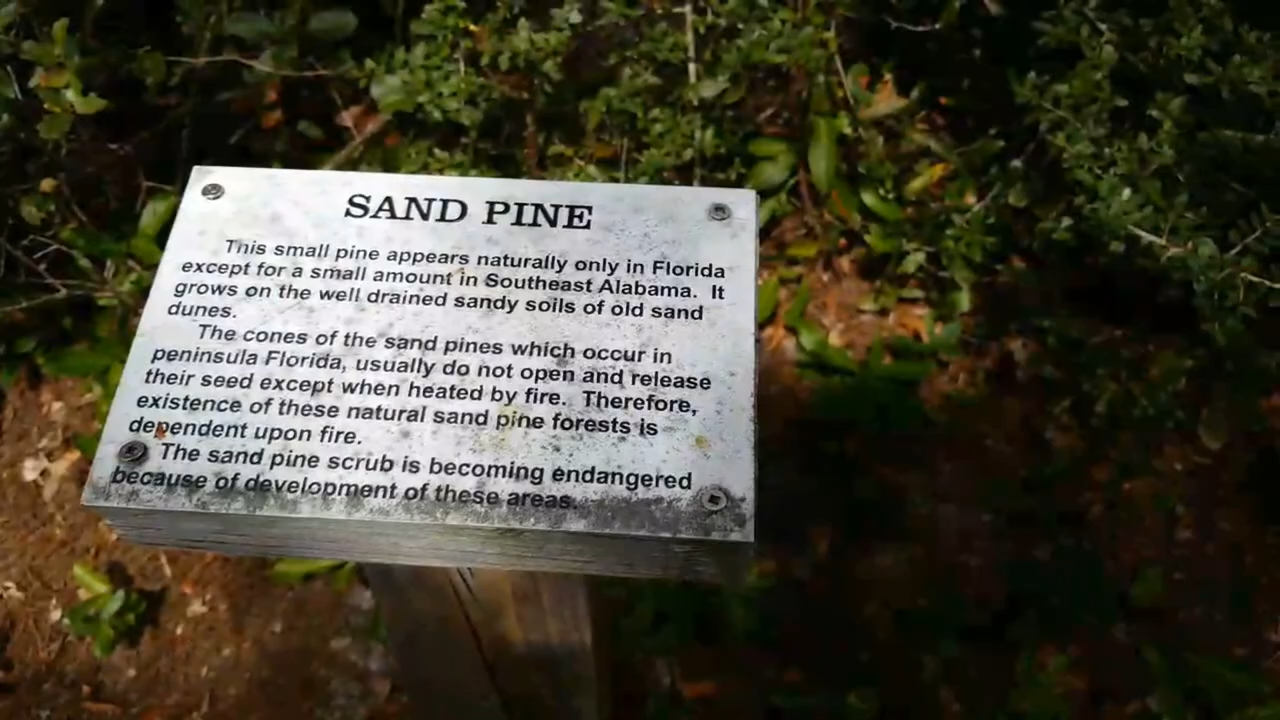 SAND PINE
This small pine appears naturally only in Florida
except for a small amount in Southeast Alabama. It
grows on the well drained sandy soils of old sand
dunes.
The cones of the sand pines which occur in
peninsula Florida, usually do not open and release
their seed except when heated by fire. Therefore,
existence of these natural sand pine forests is
dependent upon fire.
The sand pine scrub is becoming endangered
because of development of these areas.